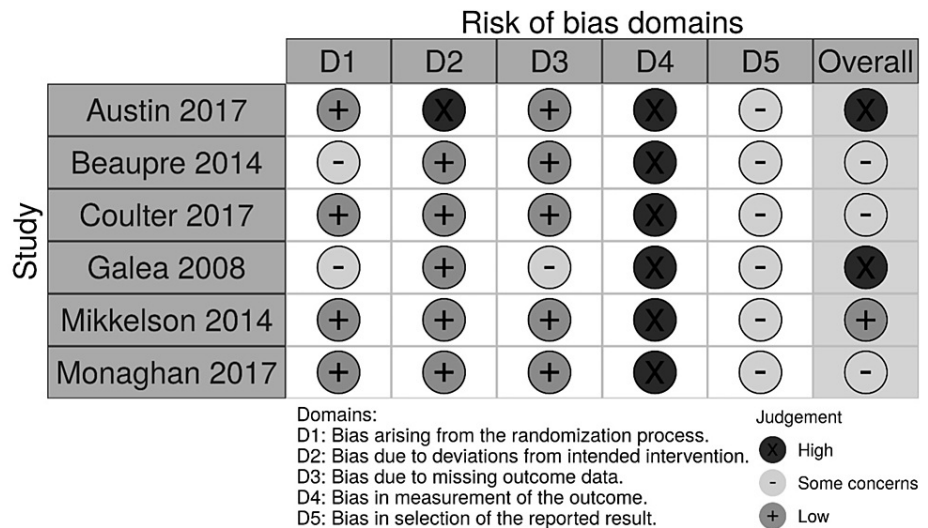 Risk of bias domains
D1 D2 D3 D4 D5 Overall
Study
Austin 2017 + X + X - X
Beaupre 2014 - + + X - -
Coulter 2017 + + + X - -
Galea 2008 - + - X - X
Mikkelson 2014 + + + X - +
Monaghan 2017 + + + X - -
Domains:
D1: Bias arising from the randomization process.
D2: Bias due to deviations from intended intervention.
D3: Bias due to missing outcome data.
D4: Bias in measurement of the outcome.
D5: Bias in selection of the reported result.
Judgement
X High
- Some concerns
+ Low